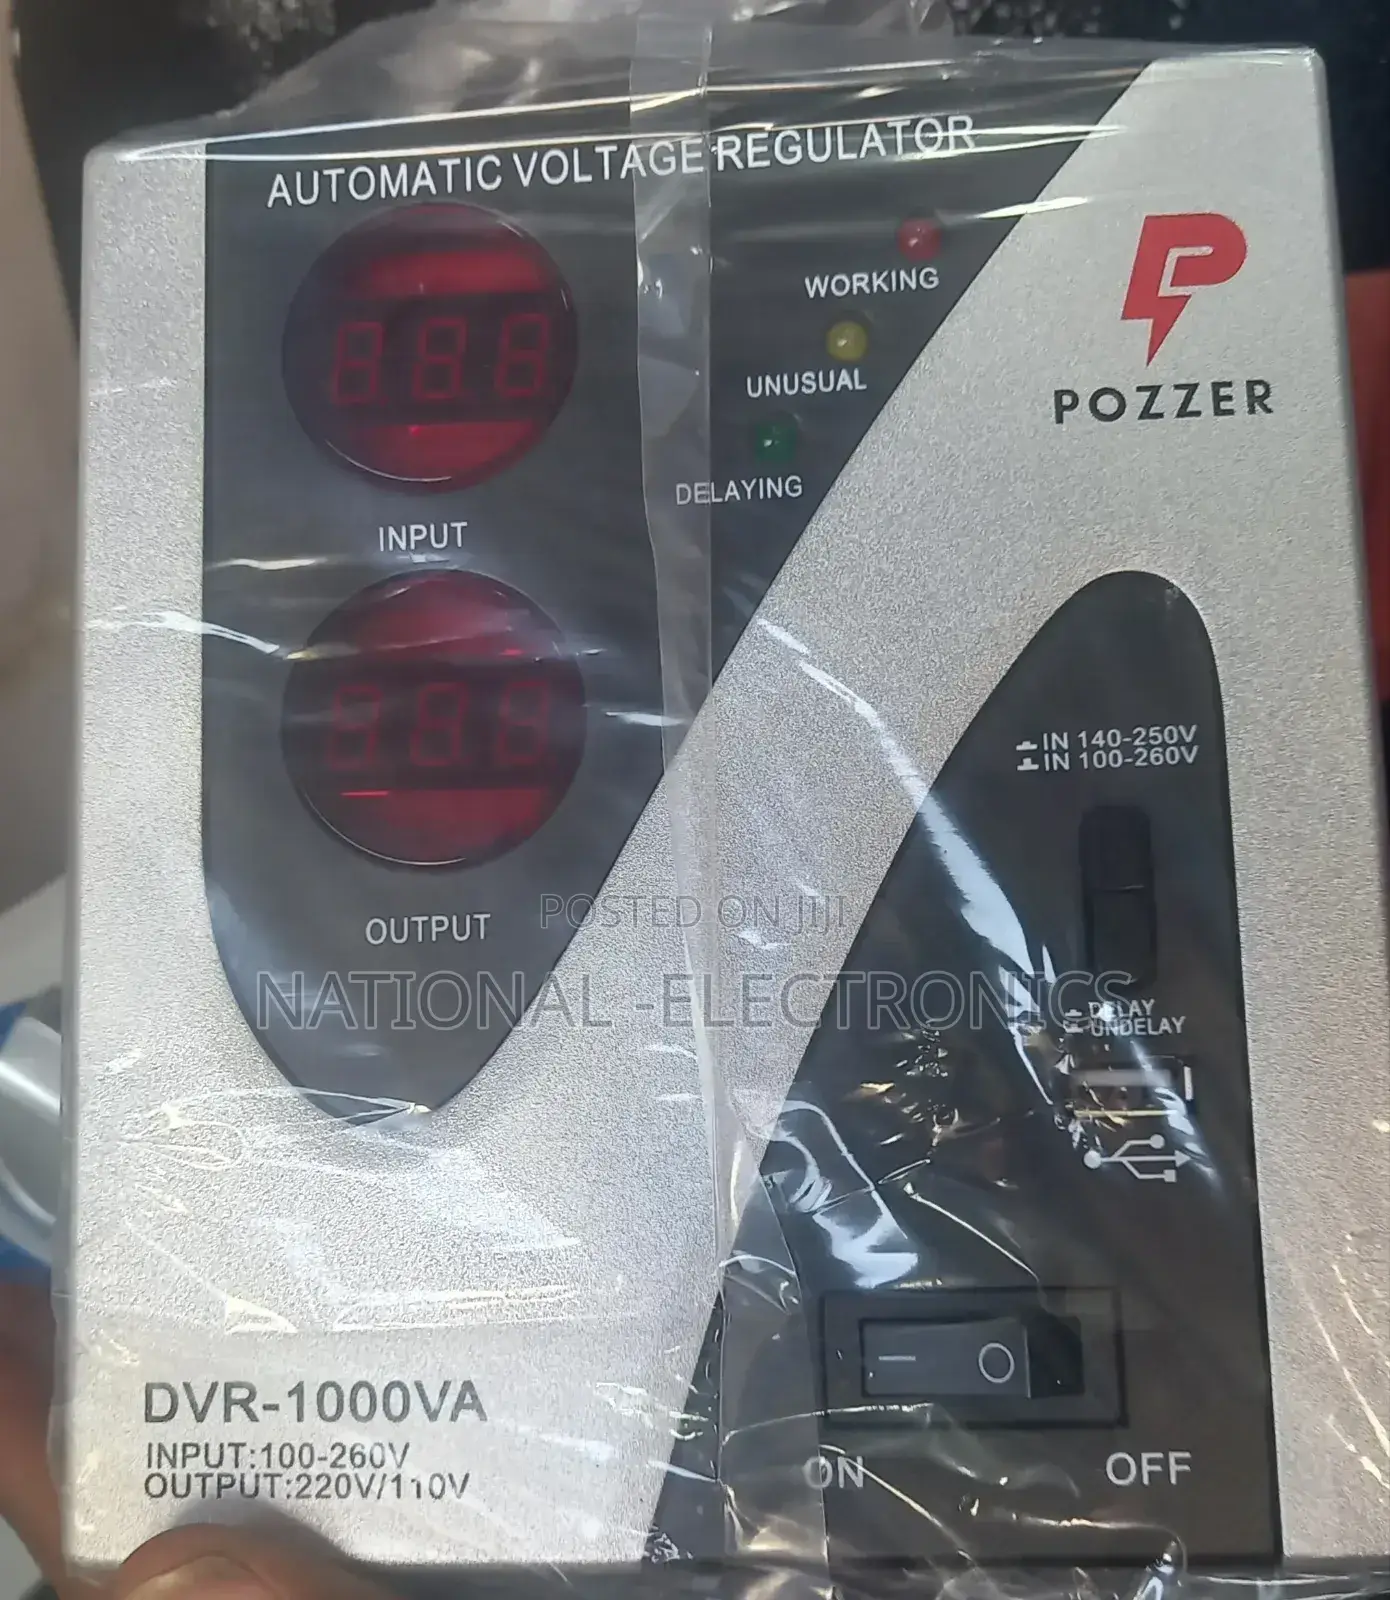 AUTOMATIC VOLTAGE REGULATOR
WORKING
UNUSUAL
DELAYING
POZZER
INPUT
OUTPUT
IN 140-250V
IN 100-260V
POSTED ON JIJI
NATIONAL -ELECTRONICS
DELAY
UNDELAY
DVR-1000VA
INPUT:100-260V
OUTPUT:220V/110V
ON
OFF